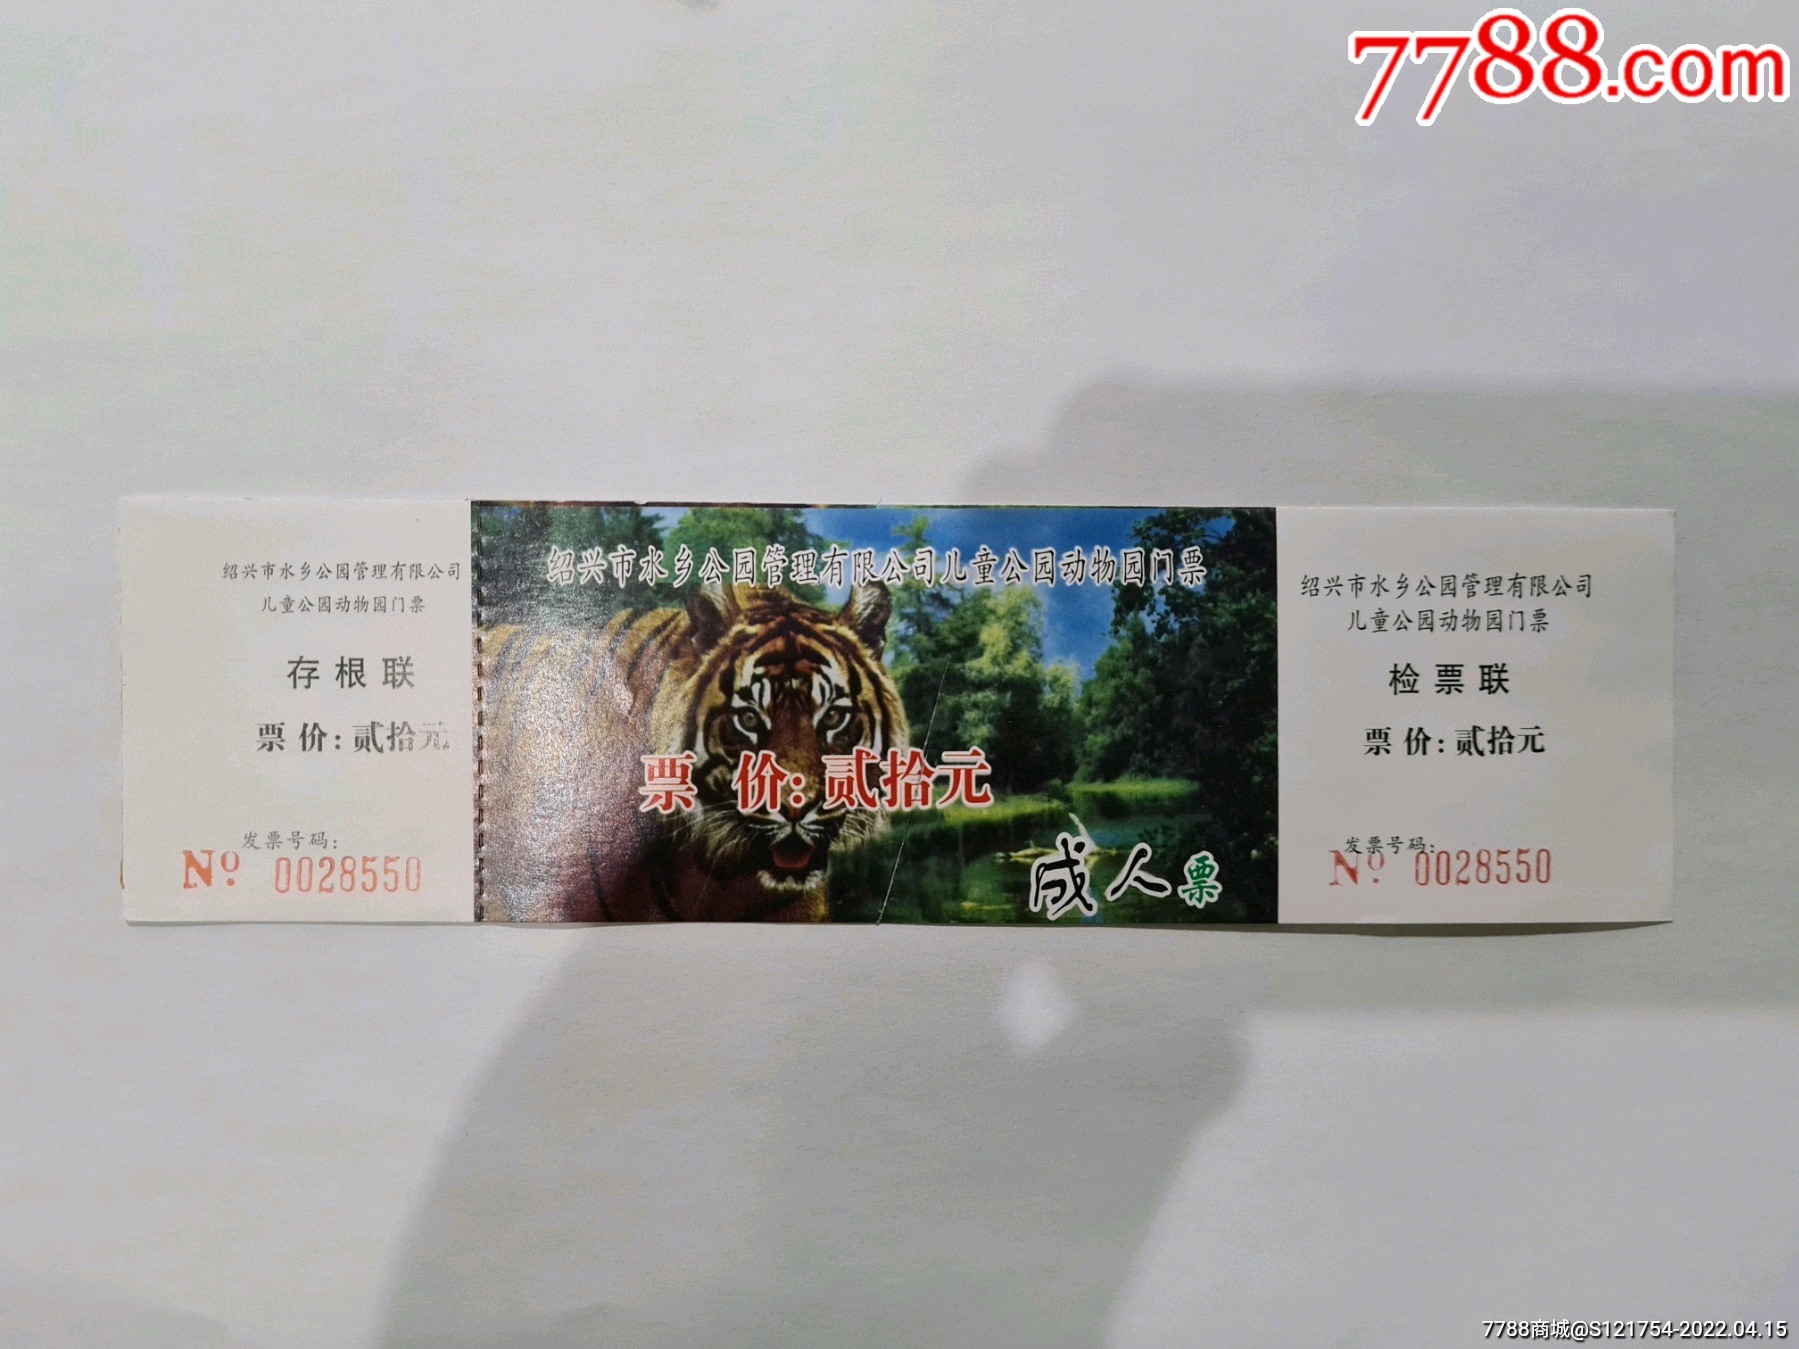 7788.com
绍兴市水乡公园管理有限公司
儿童公园动物园门票
存根联
票价:贰拾元
发票号码:
Nº 0028550
绍兴市水乡公园管理有限公司儿童公园动物园门票
票价:贰拾元
成人票
绍兴市水乡公园管理有限公司
儿童公园动物园门票
检票联
票价:贰拾元
发票号码:
Nº 0028550
7788商城@S121754-2022.04.15